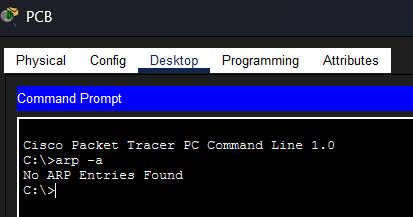 PCB
Physical Config Desktop Programming Attributes
Command Prompt
Cisco Packet Tracer PC Command Line 1.0
C:\>arp -a
No ARP Entries Found
C:\>